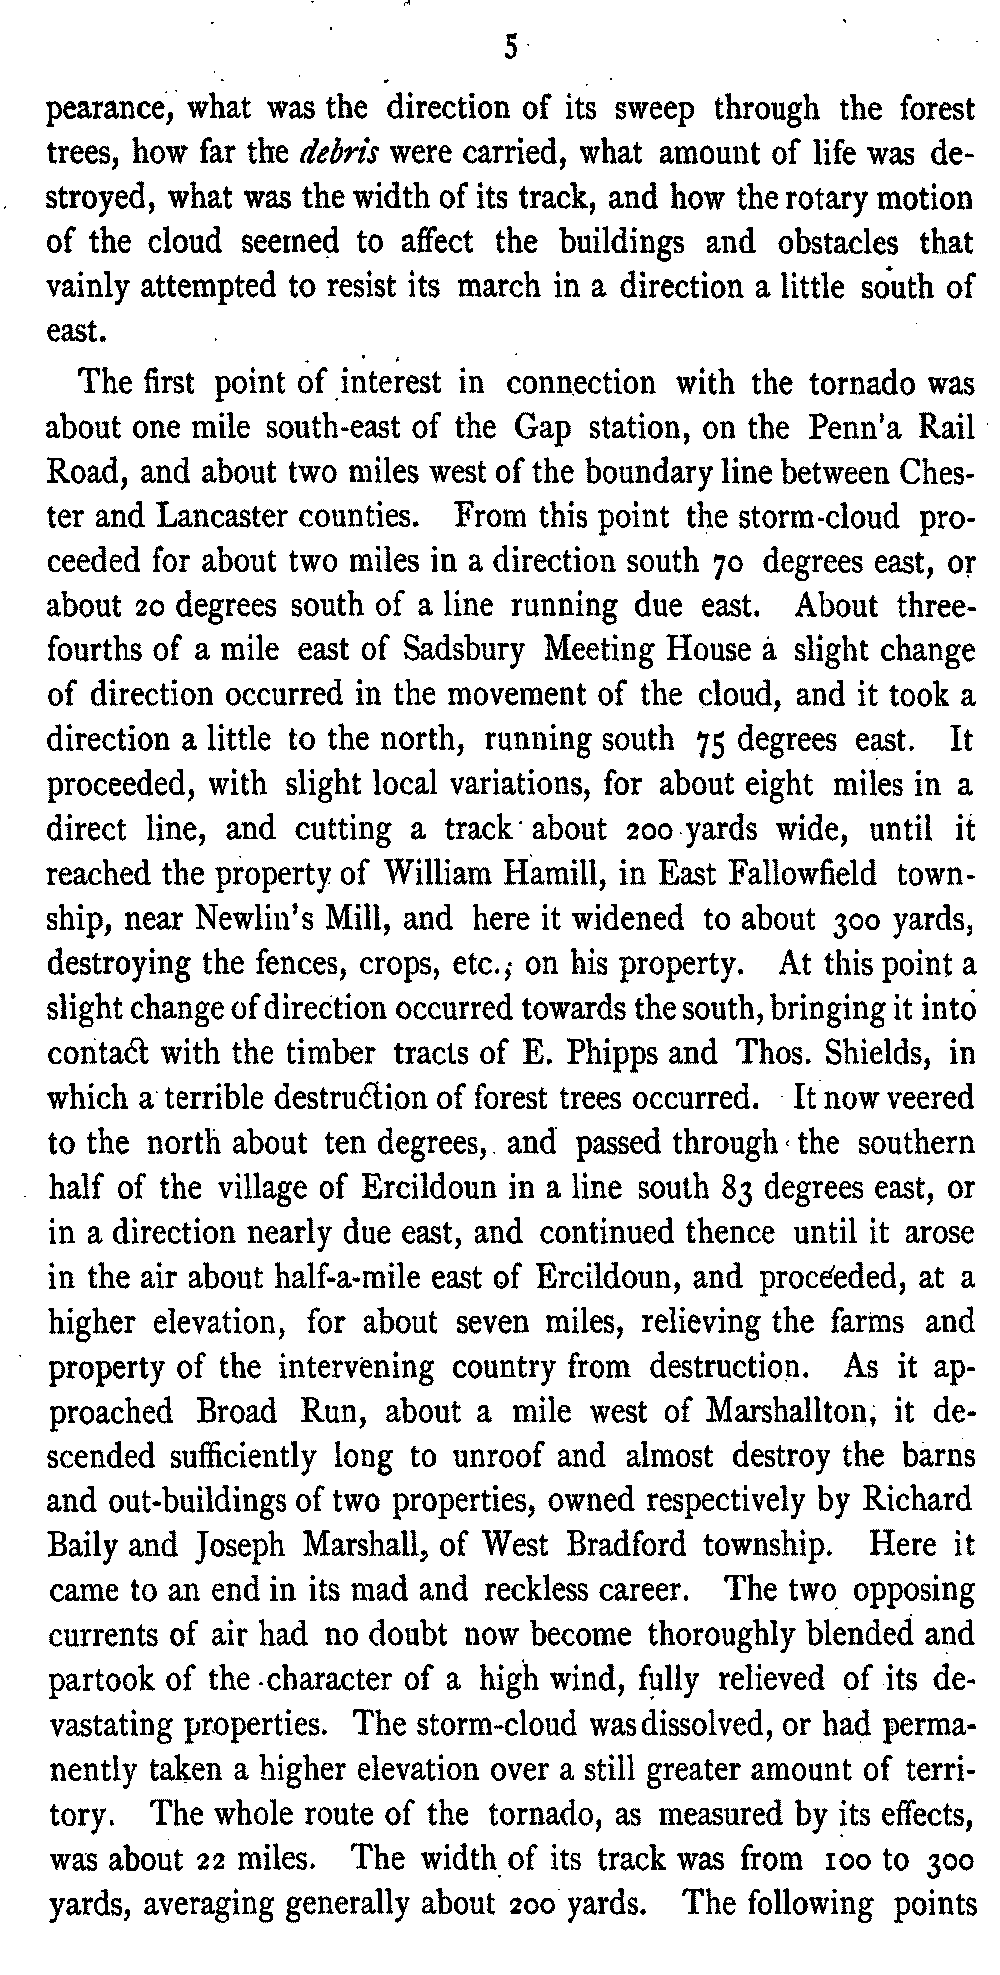 5
pearance, what was the direction of its sweep through the forest
trees, how far the debris were carried, what amount of life was de-
stroyed, what was the width of its track, and how the rotary motion
of the cloud seemed to affect the buildings and obstacles that
vainly attempted to resist its march in a direction a little south of
east.
The first point of interest in connection with the tornado was
about one mile south-east of the Gap station, on the Penn'a Rail
Road, and about two miles west of the boundary line between Ches-
ter and Lancaster counties. From this point the storm-cloud pro-
ceeded for about two miles in a direction south 70 degrees east, or
about 20 degrees south of a line running due east. About three-
fourths of a mile east of Sadsbury Meeting House a slight change
of direction occurred in the movement of the cloud, and it took a
direction a little to the north, running south 75 degrees east. It
proceeded, with slight local variations, for about eight miles in a
direct line, and cutting a track about 200 yards wide, until it
reached the property of William Hamill, in East Fallowfield town-
ship, near Newlin's Mill, and here it widened to about 300 yards,
destroying the fences, crops, etc., on his property. At this point a
slight change of direction occurred towards the south, bringing it into
contact with the timber tracts of E. Phipps and Thos. Shields, in
which a terrible destruction of forest trees occurred. It now veered
to the north about ten degrees, and passed through the southern
half of the village of Ercildoun in a line south 83 degrees east, or
in a direction nearly due east, and continued thence until it arose
in the air about half-a-mile east of Ercildoun, and proceeded, at a
higher elevation, for about seven miles, relieving the farms and
property of the intervening country from destruction. As it ap-
proached Broad Run, about a mile west of Marshallton, it de-
scended sufficiently long to unroof and almost destroy the barns
and out-buildings of two properties, owned respectively by Richard
Baily and Joseph Marshall, of West Bradford township. Here it
came to an end in its mad and reckless career. The two opposing
currents of air had no doubt now become thoroughly blended and
partook of the character of a high wind, fully relieved of its de-
vastating properties. The storm-cloud was dissolved, or had perma-
nently taken a higher elevation over a still greater amount of terri-
tory. The whole route of the tornado, as measured by its effects,
was about 22 miles. The width of its track was from 100 to 300
yards, averaging generally about 200 yards. The following points